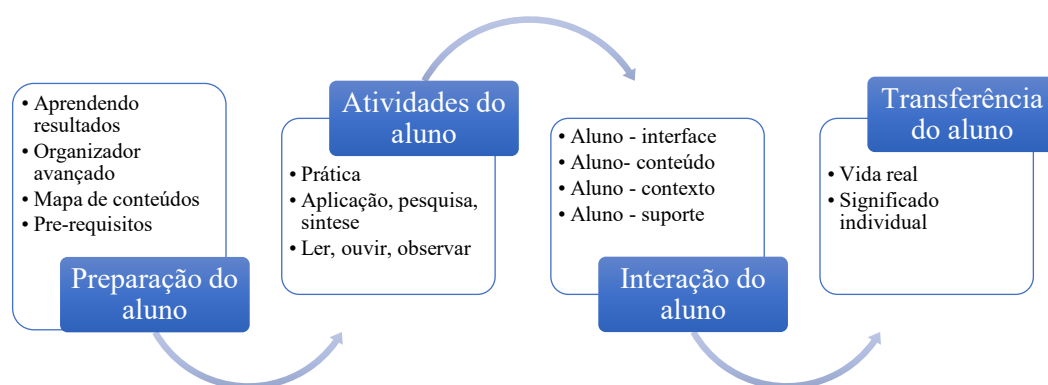 • Aprendendo
resultados
• Organizador
avançado
• Mapa de conteúdos
• Pre-requisitos
Preparação do
aluno
Atividades do
aluno
• Prática
• Aplicação, pesquisa,
sintese
• Ler, ouvir, observar
• Aluno - interface
• Aluno- conteúdo
• Aluno - contexto
• Aluno - suporte
Interação do
aluno
Transferência
do aluno
• Vida real
• Significado
individual